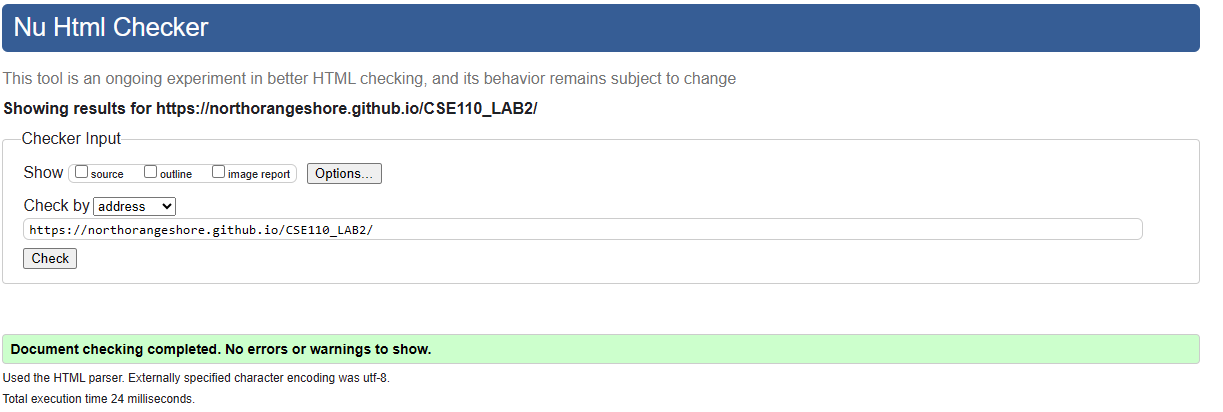 Nu Html Checker
This tool is an ongoing experiment in better HTML checking, and its behavior remains subject to change
Showing results for https://northorangeshore.github.io/CSE110_LAB2/
Checker Input
Show source outline image report Options...
Check by address
https://northorangeshore.github.io/CSE110_LAB2/
Check
Document checking completed. No errors or warnings to show.
Used the HTML parser. Externally specified character encoding was utf-8.
Total execution time 24 milliseconds.